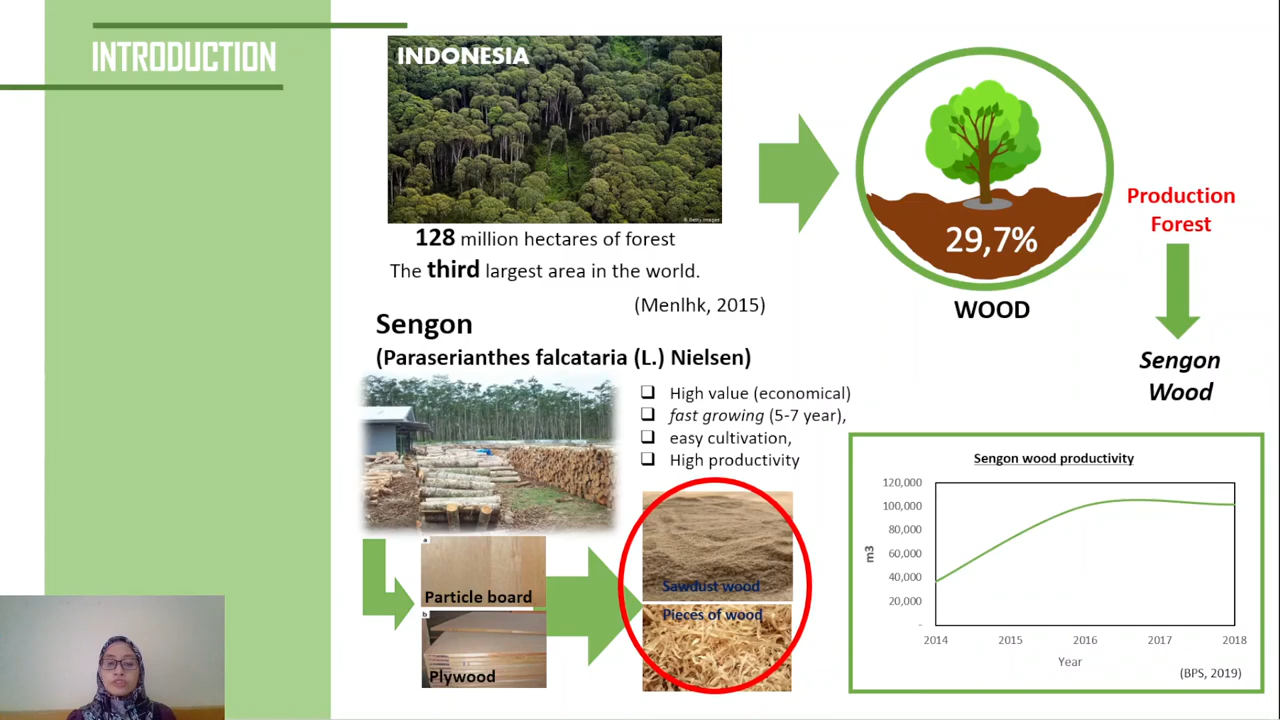 INTRODUCTION
INDONESIA
© Getty Images
128 million hectares of forest
The third largest area in the world.
(Menlhk, 2015)
29,7%
WOOD
Production
Forest
Sengon
Wood
Sengon
(Paraserianthes falcataria (L.) Nielsen)
❑ High value (economical)
❑ fast growing (5-7 year),
❑ easy cultivation,
❑ High productivity
a
Particle board
b
Plywood
Sawdust wood
Pieces of wood
Sengon wood productivity
120,000
100,000
80,000
60,000
40,000
20,000
-
m3
2014 2015 2016 2017 2018
Year
(BPS, 2019)